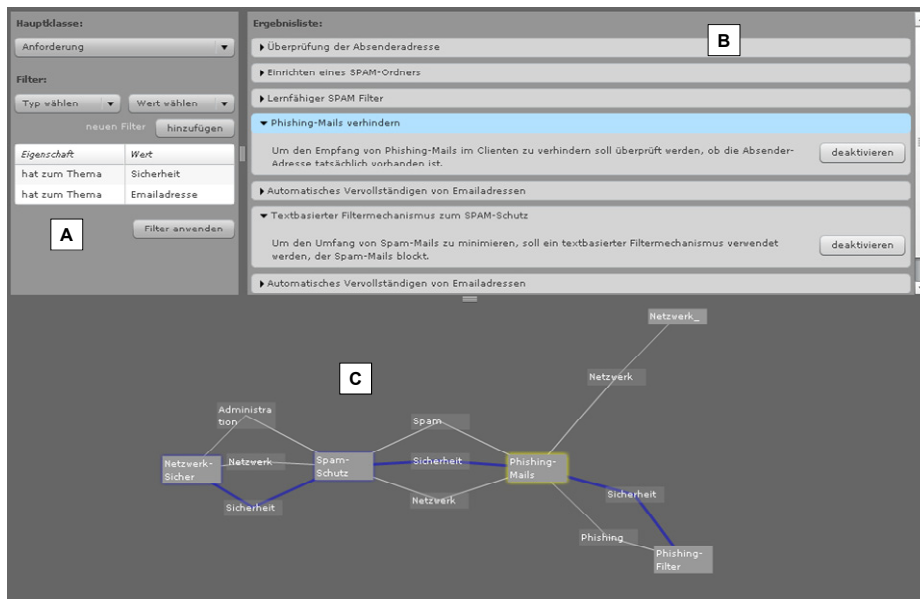 Hauptklasse:
Anforderung
Filter:
Typ wählen
Wert wählen
neuen Filter
hinzufügen
Eigenschaft Wert
hat zum Thema Sicherheit
hat zum Thema Emailadresse
A
Filter anwenden
Ergebnisliste:
B
Überprüfung der Absenderadresse
Einrichten eines SPAM-Ordners
Lernfähiger SPAM Filter
Phishing-Mails verhindern
Um den Empfang von Phishing-Mails im Clienten zu verhindern soll überprüft werden, ob die Absender-
Adresse tatsächlich vorhanden ist.
deaktivieren
Automatisches Vervollständigen von Emailadressen
Textbasierter Filtermechanismus zum SPAM-Schutz
Um den Umfang von Spam-Mails zu minimieren, soll ein textbasierter Filtermechanismus verwendet
werden, der Spam-Mails blockt.
deaktivieren
Automatisches Vervollständigen von Emailadressen
Netzwerk_
C
Netzwerk
Administra
tion
Spam
Netzwerk-
Sicher
Netzwerk
Spam-
Schutz
Sicherheit
Phishing-
Mails
Sicherheit
Netzwerk
Sicherheit
Phishing
Phishing-
Filter